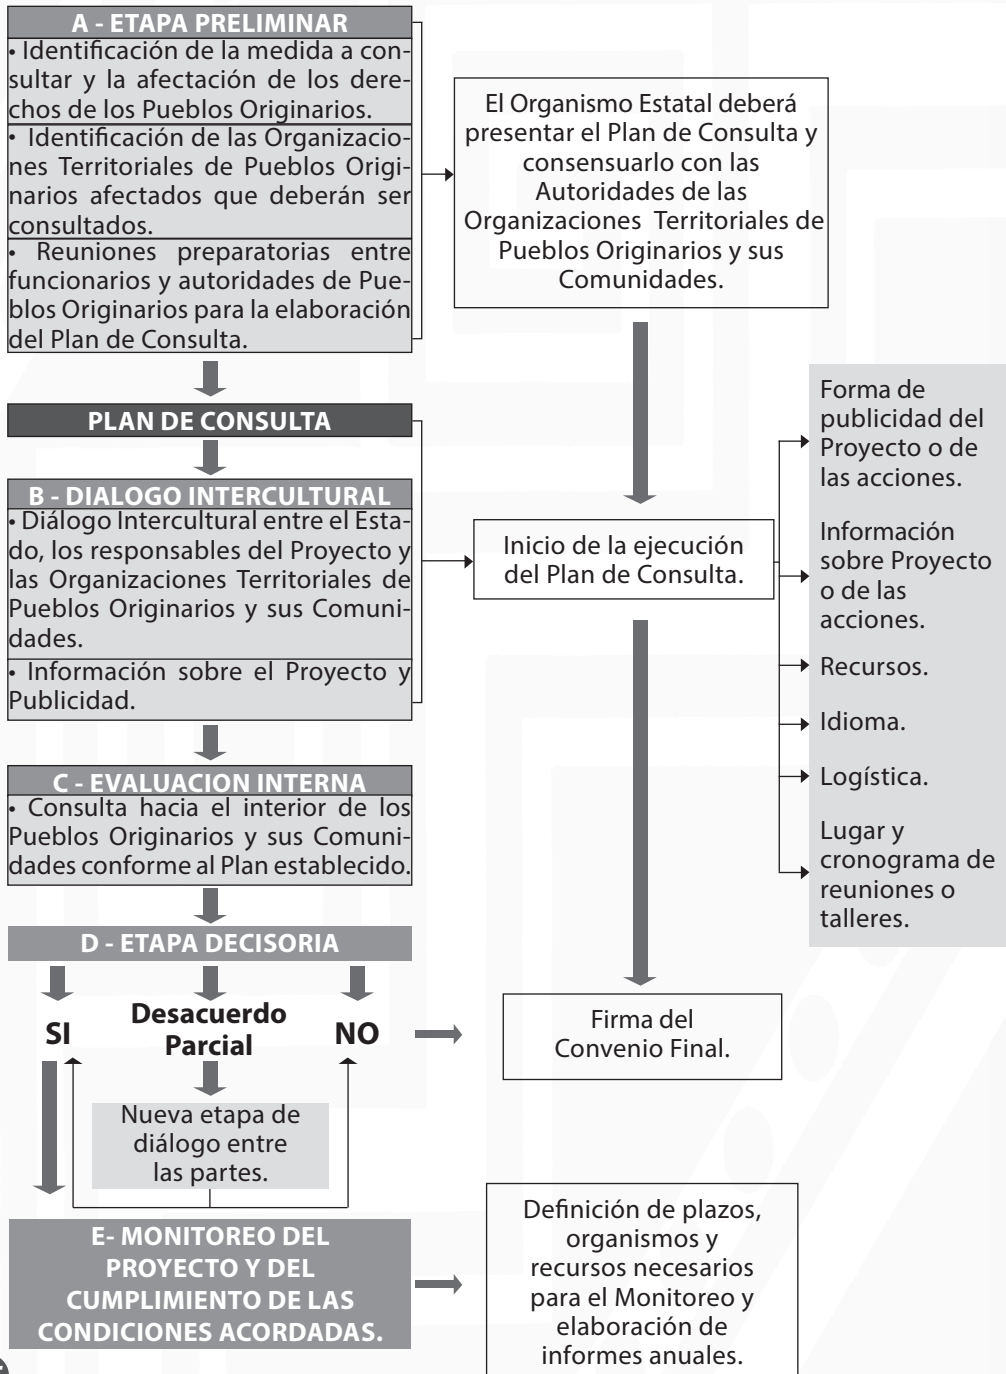 A - ETAPA PRELIMINAR
• Identificación de la medida a con-
sultar y la afectación de los dere-
chos de los Pueblos Originarios.
• Identificación de las Organizacio-
nes Territoriales de Pueblos Origi-
narios afectados que deberán ser
consultados.
• Reuniones preparatorias entre
funcionarios y autoridades de Pue-
blos Originarios para la elaboración
del Plan de Consulta.
El Organismo Estatal deberá
presentar el Plan de Consulta y
consensuarlo con las
Autoridades de las
Organizaciones Territoriales de
Pueblos Originarios y sus
Comunidades.
PLAN DE CONSULTA
B - DIALOGO INTERCULTURAL
• Diálogo Intercultural entre el Esta-
do, los responsables del Proyecto y
las Organizaciones Territoriales de
Pueblos Originarios y sus Comuni-
dades.
• Información sobre el Proyecto y
Publicidad.
Inicio de la ejecución
del Plan de Consulta.
Forma de
publicidad del
Proyecto o de
las acciones.
Información
sobre Proyecto
o de las
acciones.
Recursos.
Idioma.
Logística.
Lugar y
cronograma de
reuniones o
talleres.
C - EVALUACION INTERNA
• Consulta hacia el interior de los
Pueblos Originarios y sus Comuni-
dades conforme al Plan establecido.
D - ETAPA DECISORIA
SI
Desacuerdo
Parcial
NO
Firma del
Convenio Final.
Nueva etapa de
diálogo entre
las partes.
E- MONITOREO DEL
PROYECTO Y DEL
CUMPLIMIENTO DE LAS
CONDICIONES ACORDADAS.
Definición de plazos,
organismos y
recursos necesarios
para el Monitoreo y
elaboración de
informes anuales.